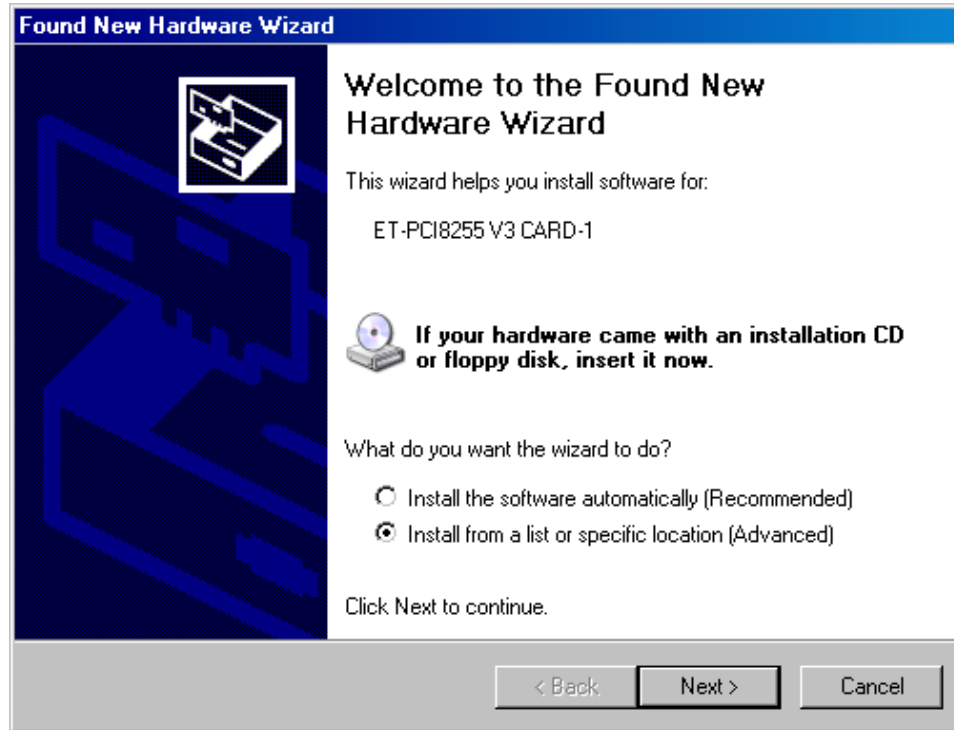 Found New Hardware Wizard
Welcome to the Found New
Hardware Wizard
This wizard helps you install software for:
ET-PCI8255 V3 CARD-1
If your hardware came with an installation CD
or floppy disk, insert it now.
What do you want the wizard to do?
Install the software automatically (Recommended)
Install from a list or specific location (Advanced)
Click Next to continue.
< Back Next > Cancel